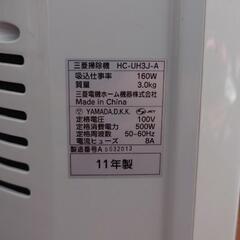 三菱掃除機 HC-UH3J-A
吸込仕事率 160W
質量 3.0kg
三菱電機ホーム機器株式会社
Made in China
YAMADA.D.K.K.
定格電圧 100V
定格消費電力 500W
定格周波数 50-60Hz
電流ヒューズ 8A
11年製
製造番号A 5032013